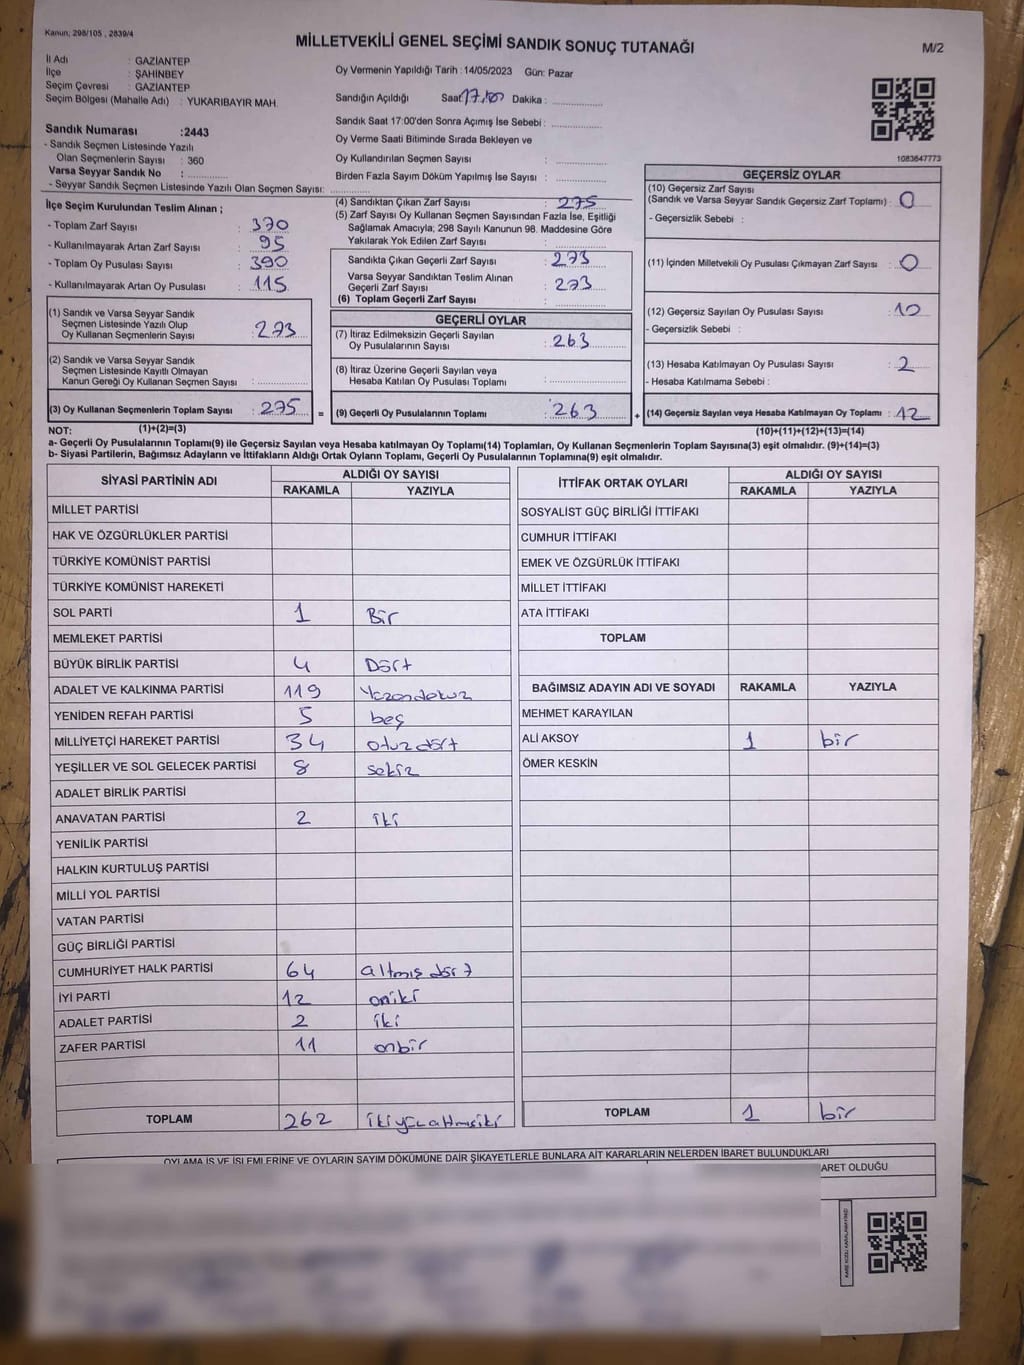 Kanun, 298/105 , 2839/4
MİLLETVEKİLİ GENEL SEÇİMİ SANDIK SONUÇ TUTANAĞI
M/2
İl Adı : GAZİANTEP
İlçe : ŞAHİNBEY
Seçim Çevresi : GAZİANTEP
Seçim Bölgesi (Mahalle Adı) : YUKARIBAYIR MAH.
Sandık Numarası :2443
- Sandık Seçmen Listesinde Yazılı
Olan Seçmenlerin Sayısı : 360
Varsa Seyyar Sandık No :
- Seyyar Sandık Seçmen Listesinde Yazılı Olan Seçmen Sayısı:
Oy Vermenin Yapıldığı Tarih :14/05/2023 Gün: Pazar
Sandığın Açıldığı Saat:17.00 Dakika :
Sandık Saat 17:00'den Sonra Açımış İse Sebebi :
Oy Verme Saati Bitiminde Sırada Bekleyen ve
Oy Kullandırılan Seçmen Sayısı :
Birden Fazla Sayım Döküm Yapılmış İse Sayısı :
1083647773
İlçe Seçim Kurulundan Teslim Alınan ;
- Toplam Zarf Sayısı : 370
- Kullanılmayarak Artan Zarf Sayısı : 95
- Toplam Oy Pusulası Sayısı : 390
- Kullanılmayarak Artan Oy Pusulası : 115
(4) Sandıktan Çıkan Zarf Sayısı : 275
(5) Zarf Sayısı Oy Kullanan Seçmen Sayısından Fazla İse, Eşitliği
Sağlamak Amacıyla; 298 Sayılı Kanunun 98. Maddesine Göre
Yakılarak Yok Edilen Zarf Sayısı :
Sandıkta Çıkan Geçerli Zarf Sayısı : 273
Varsa Seyyar Sandıktan Teslim Alınan
Geçerli Zarf Sayısı : 273
(6) Toplam Geçerli Zarf Sayısı :
GEÇERSİZ OYLAR
(10) Geçersiz Zarf Sayısı
(Sandık ve Varsa Seyyar Sandık Geçersiz Zarf Toplamı) : 0
- Geçersizlik Sebebi :
(11) İçinden Milletvekili Oy Pusulası Çıkmayan Zarf Sayısı : 0
(12) Geçersiz Sayılan Oy Pusulası Sayısı : 10
- Geçersizlik Sebebi :
(13) Hesaba Katılmayan Oy Pusulası Sayısı : 2
- Hesaba Katılmama Sebebi :
(14) Geçersiz Sayılan veya Hesaba Katılmayan Oy Toplamı : 12
(1) Sandık ve Varsa Seyyar Sandık
Seçmen Listesinde Yazılı Olup
Oy Kullanan Seçmenlerin Sayısı : 273
(2) Sandık ve Varsa Seyyar Sandık
Seçmen Listesinde Kayıtlı Olmayan
Kanun Gereği Oy Kullanan Seçmen Sayısı :
(3) Oy Kullanan Seçmenlerin Toplam Sayısı : 275 =
GEÇERLİ OYLAR
(7) İtiraz Edilmeksizin Geçerli Sayılan
Oy Pusulalarının Sayısı : 263
(8) İtiraz Üzerine Geçerli Sayılan veya
Hesaba Katılan Oy Pusulası Toplamı :
(9) Geçerli Oy Pusulalarının Toplamı : 263 +
NOT: (1)+(2)=(3) (10)+(11)+(12)+(13)=(14)
a- Geçerli Oy Pusulalarının Toplamı(9) ile Geçersiz Sayılan veya Hesaba katılmayan Oy Toplamı(14) Toplamları, Oy Kullanan Seçmenlerin Toplam Sayısına(3) eşit olmalıdır. (9)+(14)=(3)
b- Siyasi Partilerin, Bağımsız Adayların ve İttifakların Aldığı Ortak Oyların Toplamı, Geçerli Oy Pusulalarının Toplamına(9) eşit olmalıdır.
SİYASİ PARTİNİN ADI ALDIĞI OY SAYISI
RAKAMLA YAZIYLA
MİLLET PARTİSİ
HAK VE ÖZGÜRLÜKLER PARTİSİ
TÜRKİYE KOMÜNİST PARTİSİ
TÜRKİYE KOMÜNİST HAREKETİ
SOL PARTİ 1 Bir
MEMLEKET PARTİSİ
BÜYÜK BİRLİK PARTİSİ 4 Dört
ADALET VE KALKINMA PARTİSİ 119
YENİDEN REFAH PARTİSİ 5 beş
MİLLİYETÇİ HAREKET PARTİSİ 34 otuzdört
YEŞİLLER VE SOL GELECEK PARTİSİ 8 sekiz
ADALET BİRLİK PARTİSİ
ANAVATAN PARTİSİ 2 iki
YENİLİK PARTİSİ
HALKIN KURTULUŞ PARTİSİ
MİLLİ YOL PARTİSİ
VATAN PARTİSİ
GÜÇ BİRLİĞİ PARTİSİ
CUMHURİYET HALK PARTİSİ 64 altmış dört
İYİ PARTİ 12 oniki
ADALET PARTİSİ 2 iki
ZAFER PARTİSİ 11 onbir
TOPLAM 262
İTTİFAK ORTAK OYLARI ALDIĞI OY SAYISI
RAKAMLA YAZIYLA
SOSYALİST GÜÇ BİRLİĞİ İTTİFAKI
CUMHUR İTTİFAKI
EMEK VE ÖZGÜRLÜK İTTİFAKI
MİLLET İTTİFAKI
ATA İTTİFAKI
TOPLAM
BAĞIMSIZ ADAYIN ADI VE SOYADI RAKAMLA YAZIYLA
MEHMET KARAYILAN
ALİ AKSOY 1 bir
ÖMER KESKİN
TOPLAM 1 bir
OYLAMA İŞ VE İŞLEMLERİNE VE OYLARIN SAYIM DÖKÜMÜNE DAİR ŞİKAYETLERLE BUNLARA AİT KARARLARIN NELERDEN İBARET BULUNDUKLARI
ARET OLDUĞU